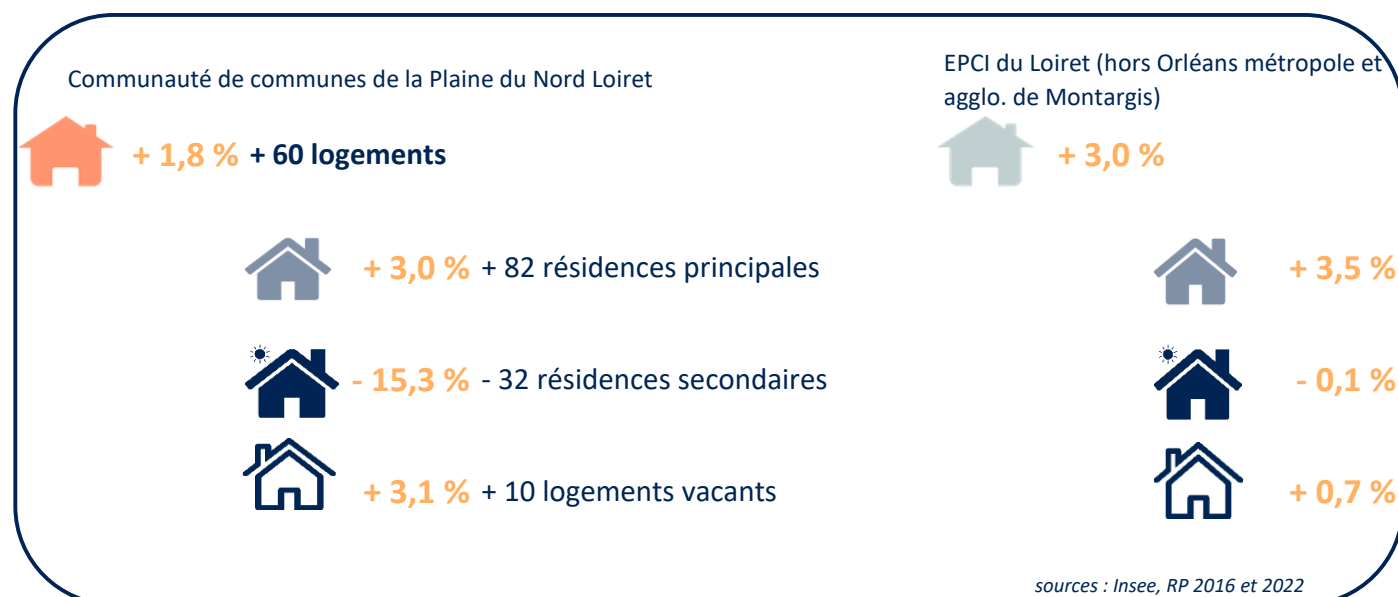 Communauté de communes de la Plaine du Nord Loiret
+ 1,8 % + 60 logements
+ 3,0 % + 82 résidences principales
- 15,3 % - 32 résidences secondaires
+ 3,1 % + 10 logements vacants
EPCI du Loiret (hors Orléans métropole et
agglo. de Montargis)
+ 3,0 %
+ 3,5 %
- 0,1 %
+ 0,7 %
sources : Insee, RP 2016 et 2022